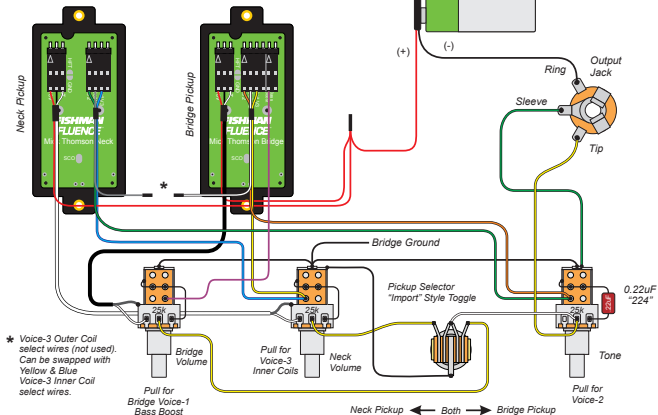 (+)
(-)
Ring
Output
Jack
Sleeve
Tip
Neck Pickup
Bridge Pickup
FISHMAN
FLUENCE
Mick Thomson Neck
FISHMAN
FLUENCE
Mick Thomson Bridge
*
Bridge Ground
Pickup Selector
"Import" Style Toggle
25k
25k
25k
.22uF
0.22uF
"224"
* Voice-3 Outer Coil
select wires (not used).
Can be swapped with
Yellow & Blue
Voice-3 Inner Coil
select wires.
Bridge
Volume
Pull for
Voice-3
Inner Coils
Neck
Volume
Tone
Pull for
Bridge Voice-1
Bass Boost
Pull for
Voice-2
Neck Pickup
Both
Bridge Pickup